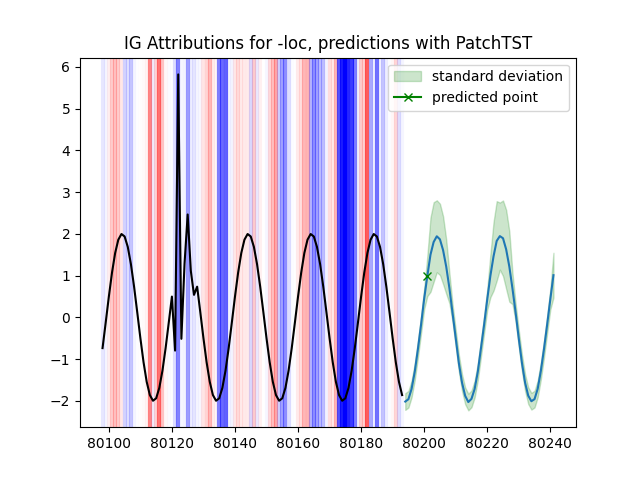 IG Attributions for -loc, predictions with PatchTST
standard deviation
predicted point
6
5
4
3
2
1
0
−1
−2
80100 80120 80140 80160 80180 80200 80220 80240